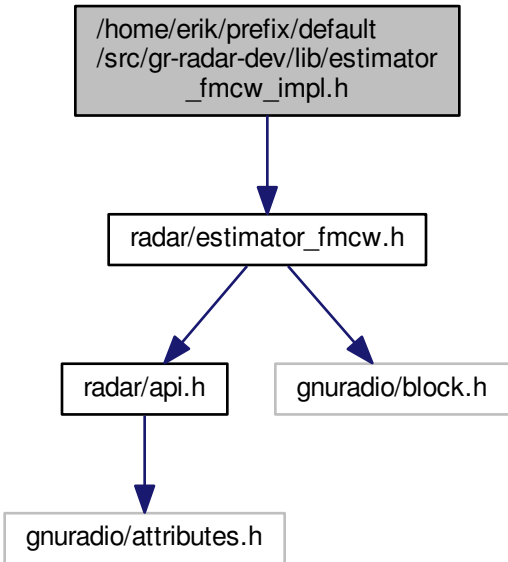 /home/erik/prefix/default
/src/gr-radar-dev/lib/estimator
_fmcw_impl.h
radar/estimator_fmcw.h
radar/api.h
gnuradio/block.h
gnuradio/attributes.h